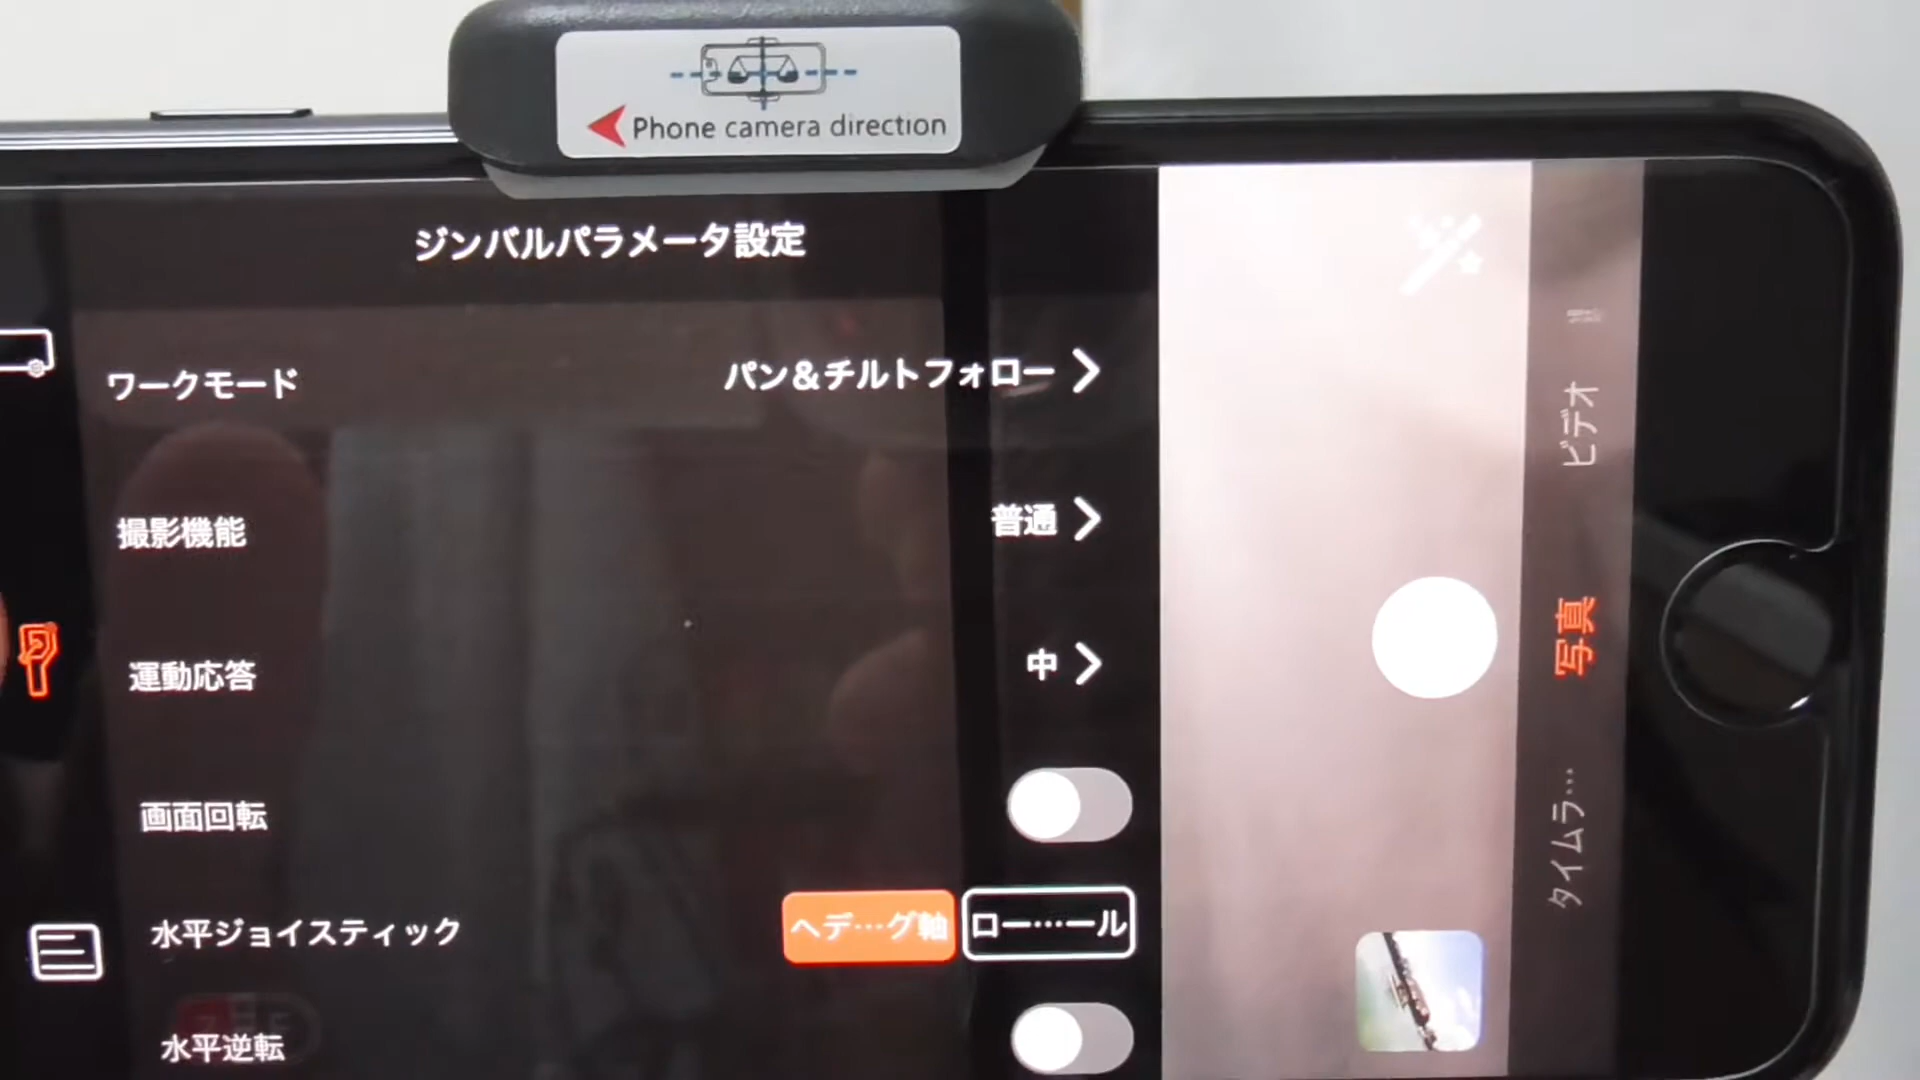 Phone camera direction
ジンバルパラメータ設定
ワークモード
パン&チルトフォロー
撮影機能
普通
運動応答
中
画面回転
水平ジョイスティック
ヘデ…グ軸
ロー…ール
水平逆転
ビデオ
写真
タイムラ…